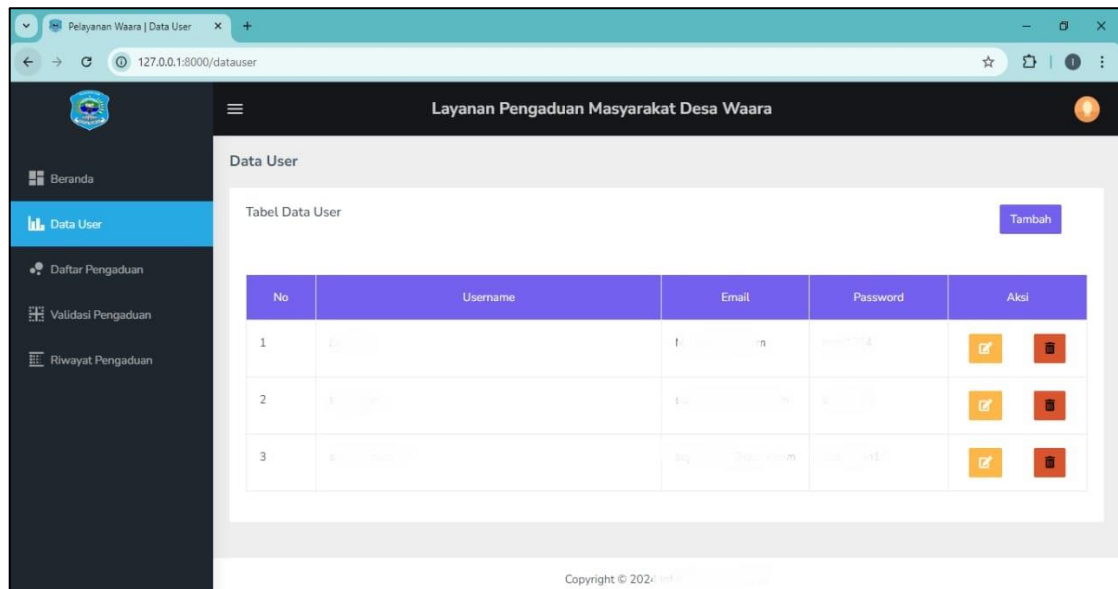 Pelayanan Waara | Data User
127.0.0.1:8000/datauser
Layanan Pengaduan Masyarakat Desa Waara
Beranda
Data User
Daftar Pengaduan
Validasi Pengaduan
Riwayat Pengaduan
Data User
Tabel Data User
Tambah
No Username Email Password Aksi
1
2
3
Copyright © 2024